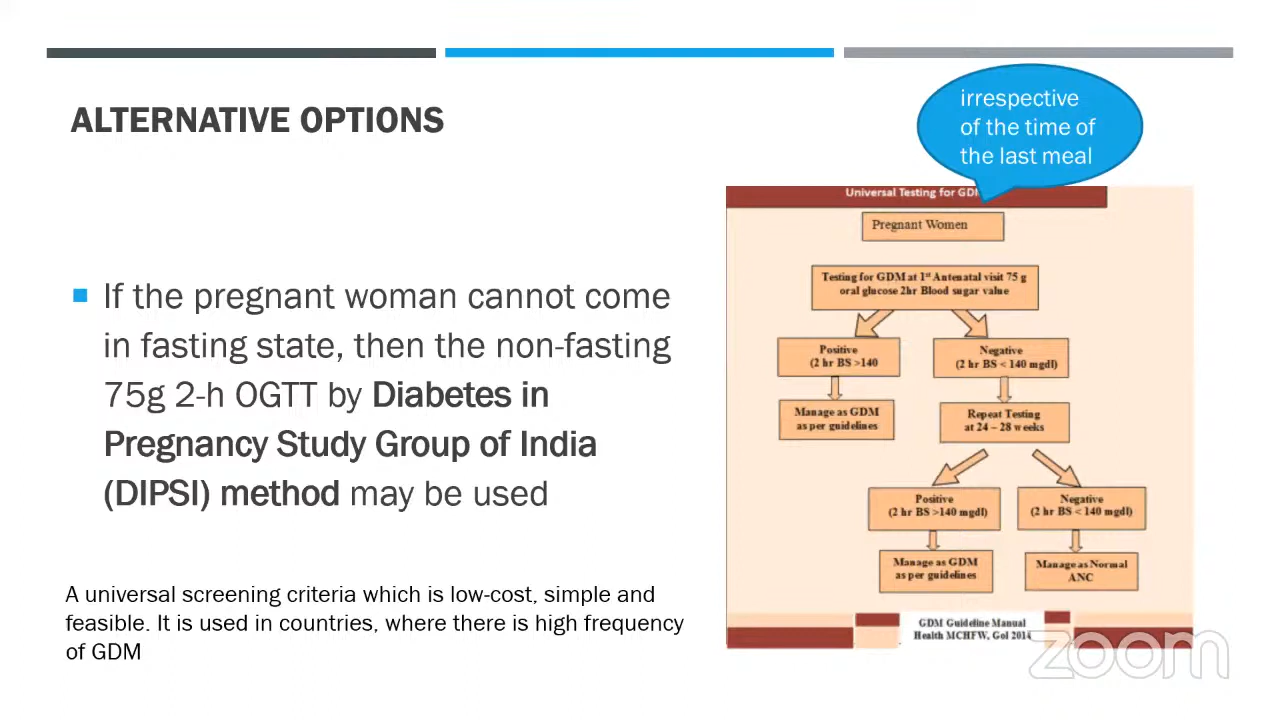 ALTERNATIVE OPTIONS
irrespective
of the time of
the last meal
If the pregnant woman cannot come
in fasting state, then the non-fasting
75g 2-h OGTT by Diabetes in
Pregnancy Study Group of India
(DIPSI) method may be used
A universal screening criteria which is low-cost, simple and
feasible. It is used in countries, where there is high frequency
of GDM
Universal Testing for
Pregnant Women
Testing for GDM at 1st Antenatal visit 75 g
oral glucose 2hr Blood sugar value
Positive
(2 hr BS >140
Negative
(2 hr BS < 140 mgdl)
Manage as GDM
as per guidelines
Repeat Testing
at 24 – 28 weeks
Positive
(2 hr BS >140 mgdl)
Negative
(2 hr BS < 140 mgdl)
Manage as GDM
as per guidelines
Manage as Normal
ANC
GDM Guideline Manual
Health MCHFW, GoI 2014
zoom